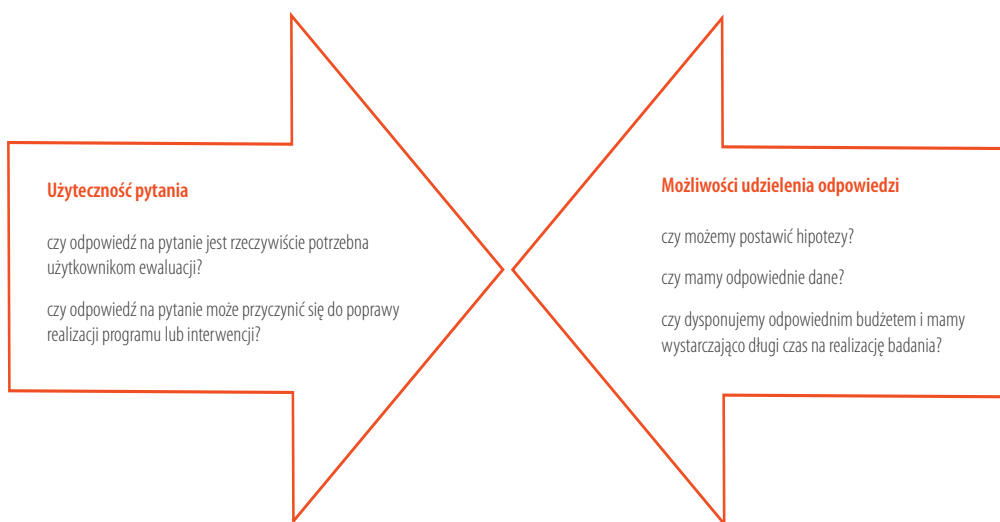 Użyteczność pytania
czy odpowiedź na pytanie jest rzeczywiście potrzebna
użytkownikom ewaluacji?
czy odpowiedź na pytanie może przyczynić się do poprawy
realizacji programu lub interwencji?
Możliwości udzielenia odpowiedzi
czy możemy postawić hipotezy?
czy mamy odpowiednie dane?
czy dysponujemy odpowiednim budżetem i mamy
wystarczająco długi czas na realizację badania?